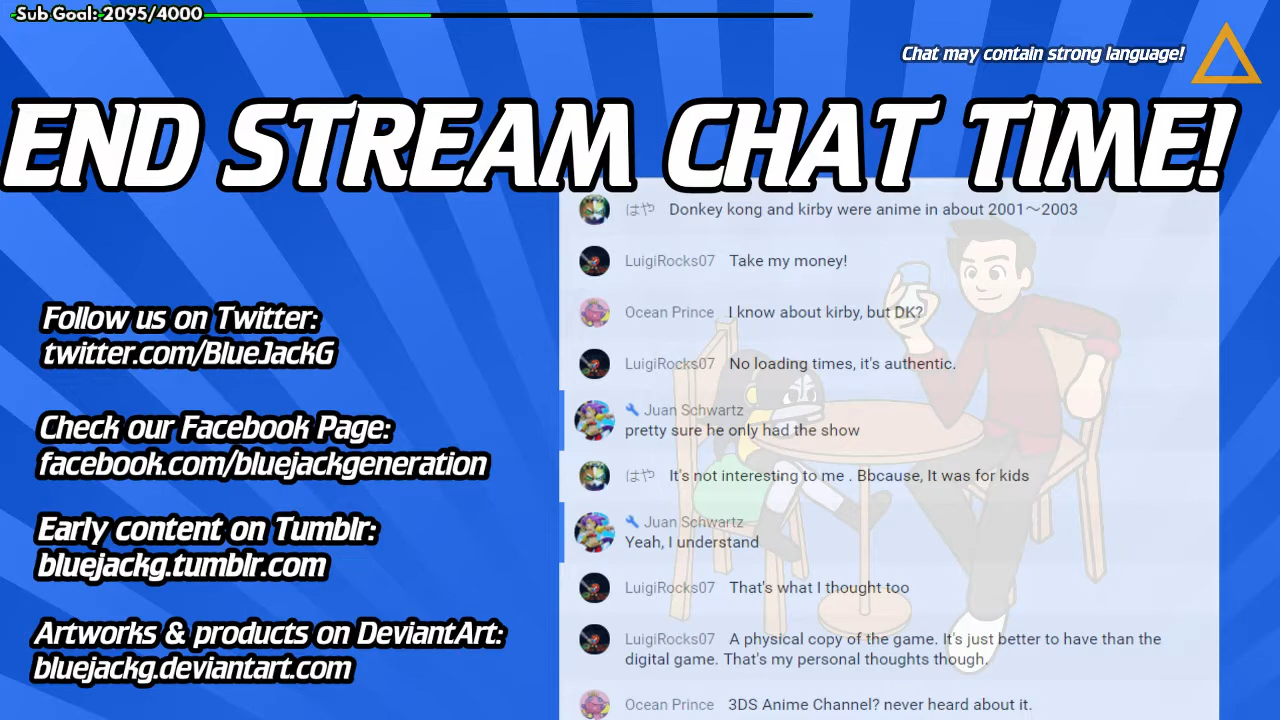 Sub Goal: 2095/4000
Chat may contain strong language!
END STREAM CHAT TIME!
Follow us on Twitter:
twitter.com/BlueJackG
Check our Facebook Page:
facebook.com/bluejackgeneration
Early content on Tumblr:
bluejackg.tumblr.com
Artworks & products on DeviantArt:
bluejackg.deviantart.com
はや Donkey kong and kirby were anime in about 2001〜2003
LuigiRocks07 Take my money!
Ocean Prince I know about kirby, but DK?
LuigiRocks07 No loading times, it's authentic.
Juan Schwartz
pretty sure he only had the show
はや It's not interesting to me . Bbcause, It was for kids
Juan Schwartz
Yeah, I understand
LuigiRocks07 That's what I thought too
LuigiRocks07 A physical copy of the game. It's just better to have than the
digital game. That's my personal thoughts though.
Ocean Prince 3DS Anime Channel? never heard about it.